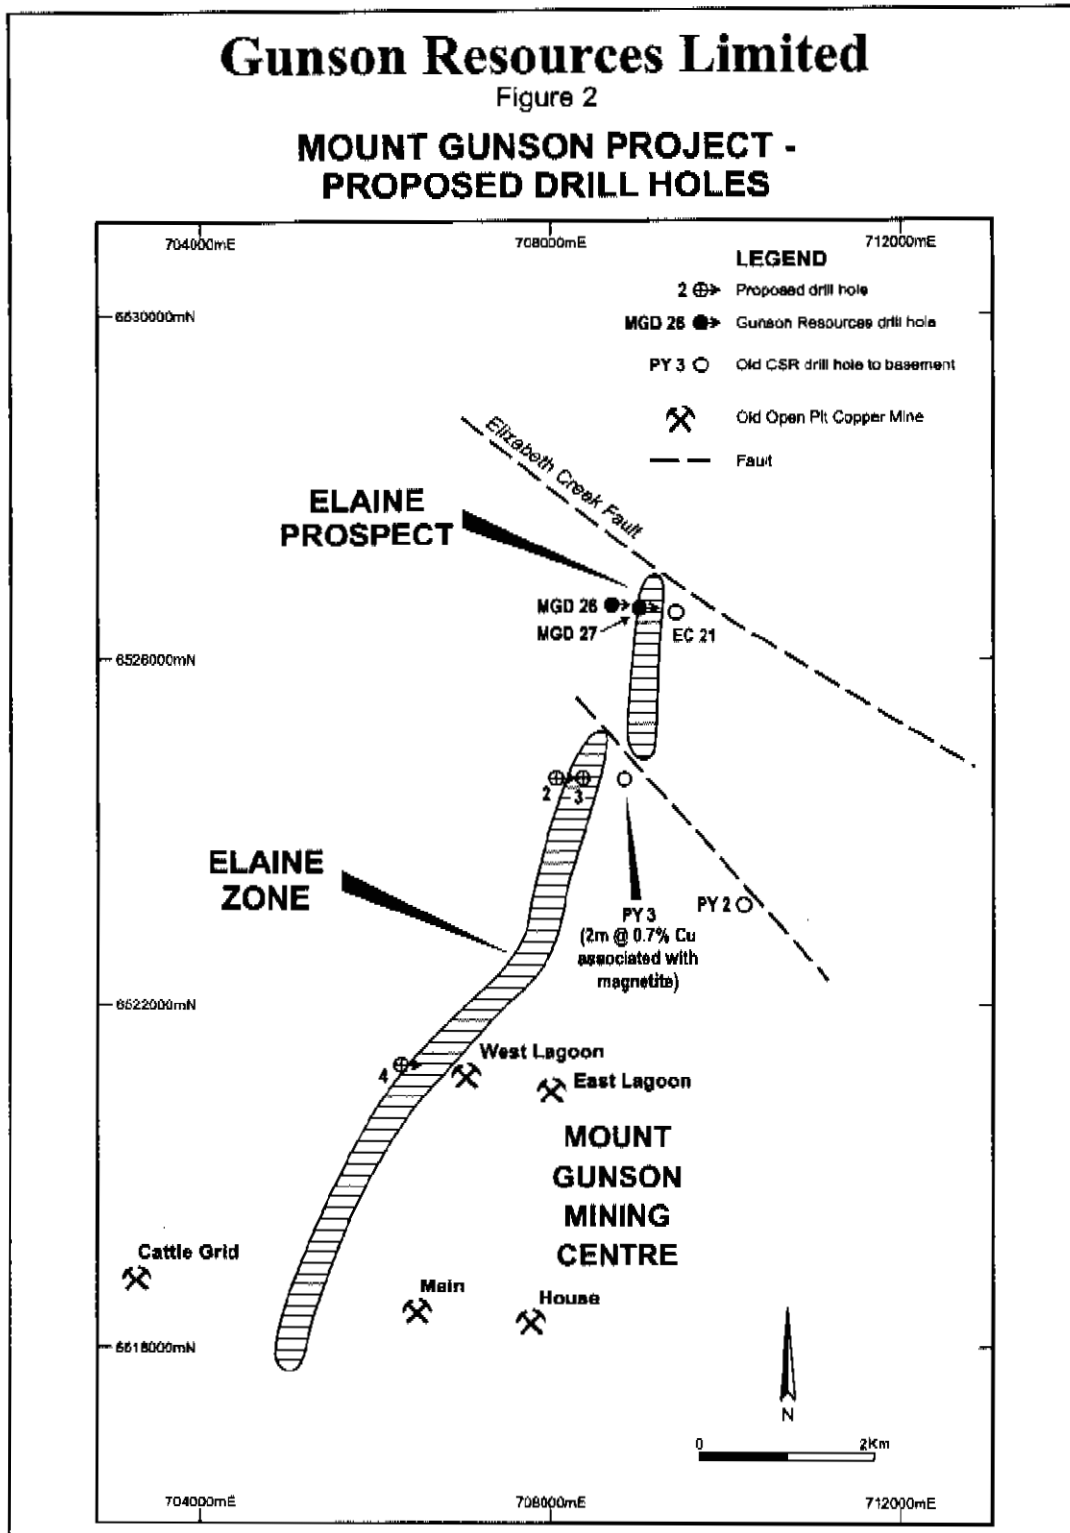 Gunson Resources Limited
Figure 2
MOUNT GUNSON PROJECT -
PROPOSED DRILL HOLES
704000mE
708000mE
712000mE
LEGEND
2 Proposed drill hole
6530000mN
MGD 26 Gunson Resources drill hole
PY 3 Old CSR drill hole to basement
Old Open Pit Copper Mine
Fault
Elizabeth Creek Fault
ELAINE
PROSPECT
MGD 26
MGD 27
EC 21
6526000mN
2
3
ELAINE
ZONE
PY 3
(2m @ 0.7% Cu
associated with
magnetite)
PY 2
6522000mN
4
West Lagoon
East Lagoon
MOUNT
GUNSON
MINING
CENTRE
Cattle Grid
Main
House
6518000mN
N
0 2Km
704000mE
708000mE
712000mE